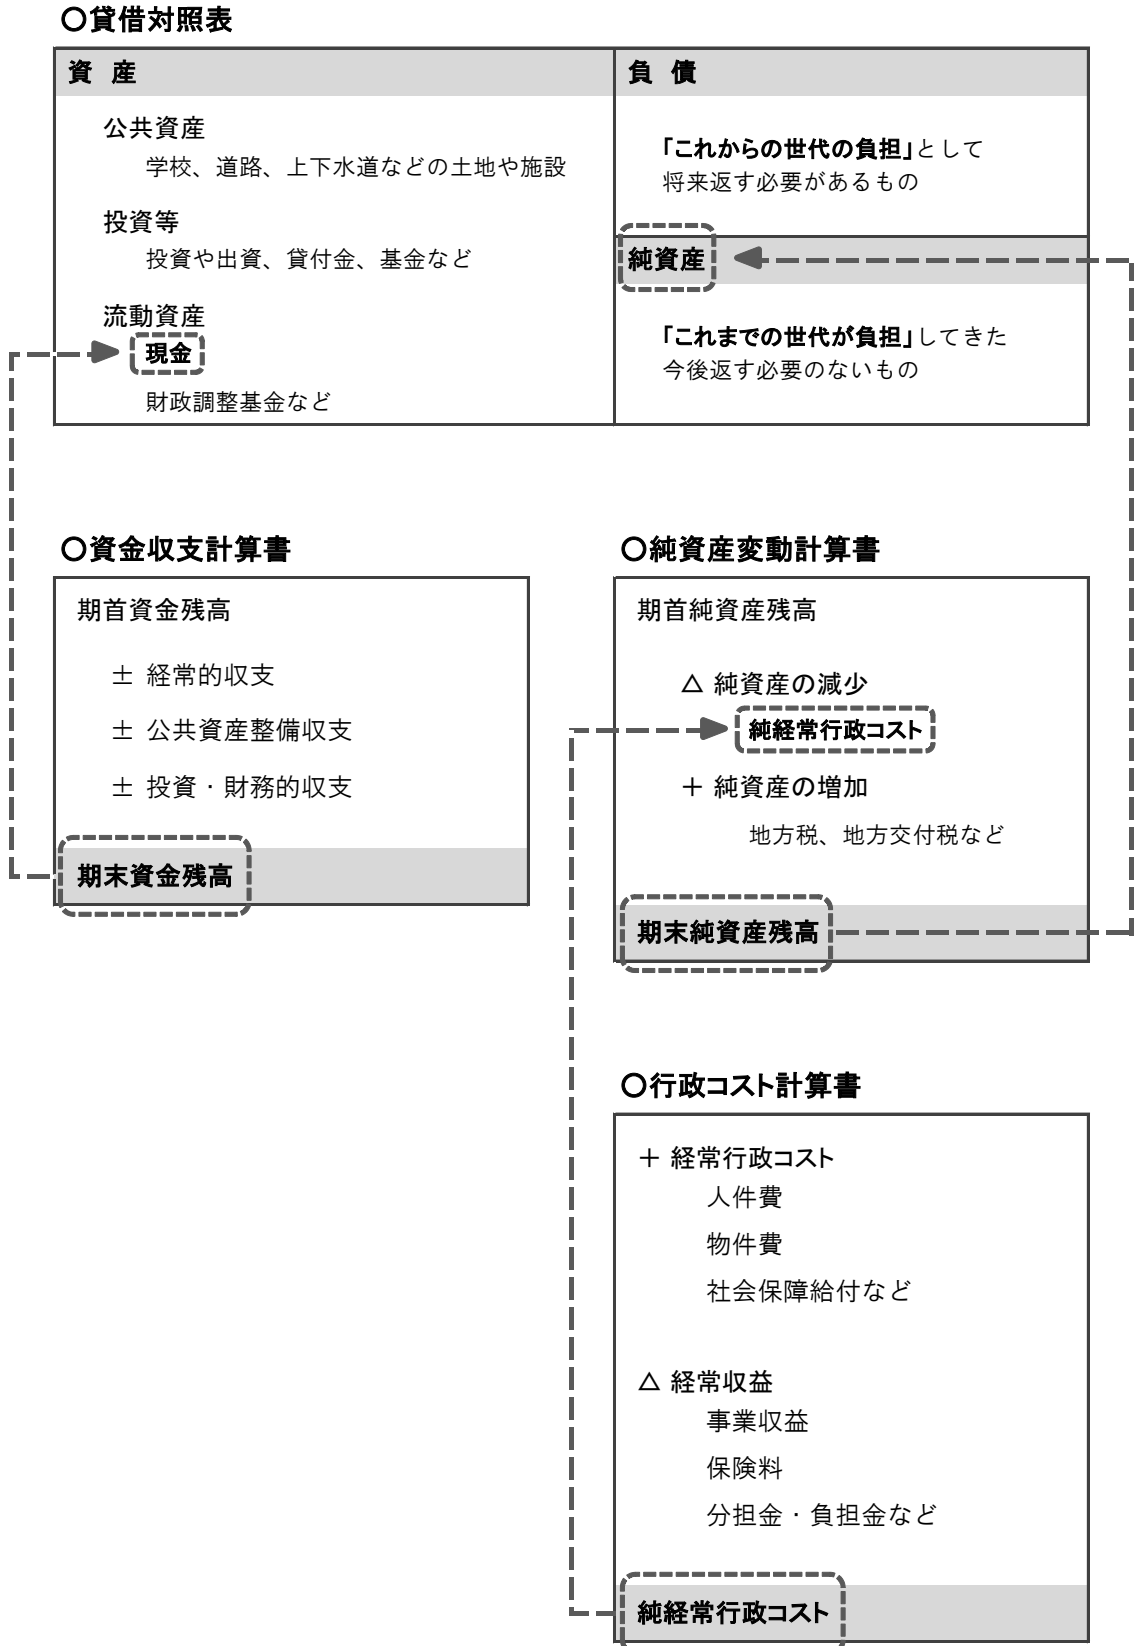 〇貸借対照表
資 産
公共資産
学校、道路、上下水道などの土地や施設
投資等
投資や出資、貸付金、基金など
流動資産
現金
財政調整基金など
負 債
「これからの世代の負担」として
将来返す必要があるもの
純資産
「これまでの世代が負担」してきた
今後返す必要のないもの
〇資金収支計算書
期首資金残高
± 経常的収支
± 公共資産整備収支
± 投資・財務的収支
期末資金残高
〇純資産変動計算書
期首純資産残高
△ 純資産の減少
純経常行政コスト
＋ 純資産の増加
地方税、地方交付税など
期末純資産残高
〇行政コスト計算書
＋ 経常行政コスト
人件費
物件費
社会保障給付など
△ 経常収益
事業収益
保険料
分担金・負担金など
純経常行政コスト